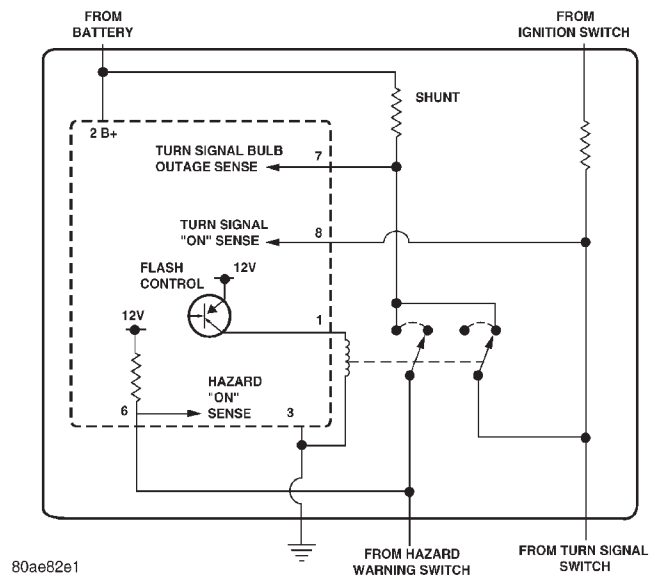 FROM
BATTERY
FROM
IGNITION SWITCH
SHUNT
2 B+
TURN SIGNAL BULB
OUTAGE SENSE
7
TURN SIGNAL
"ON" SENSE
8
FLASH
CONTROL
12V
1
12V
HAZARD
"ON"
SENSE
6
3
FROM HAZARD
WARNING SWITCH
FROM TURN SIGNAL
SWITCH
80ae82e1